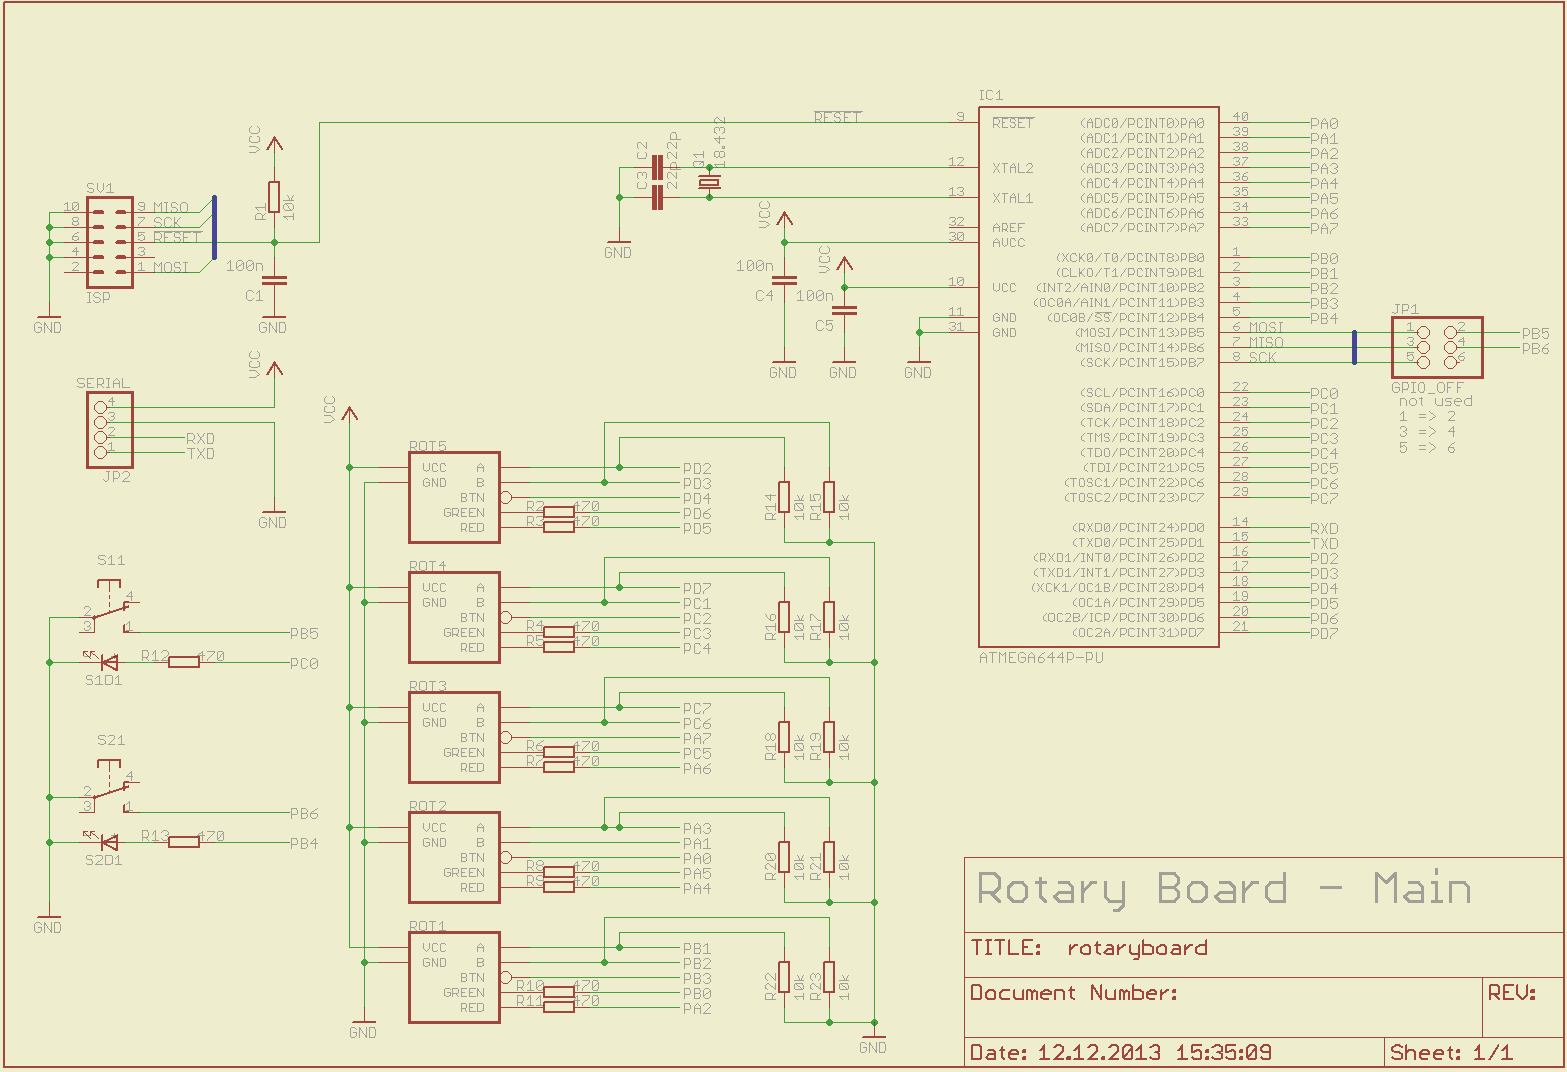 IC1
9 RESET
RESET
12 XTAL2
13 XTAL1
32 AREF
30 AVCC
10 VCC
11 GND
31 GND
(ADC0/PCINT0)PA0 40 PA0
(ADC1/PCINT1)PA1 39 PA1
(ADC2/PCINT2)PA2 38 PA2
(ADC3/PCINT3)PA3 37 PA3
(ADC4/PCINT4)PA4 36 PA4
(ADC5/PCINT5)PA5 35 PA5
(ADC6/PCINT6)PA6 34 PA6
(ADC7/PCINT7)PA7 33 PA7
(XCK0/T0/PCINT8)PB0 1 PB0
(CLKO/T1/PCINT9)PB1 2 PB1
(INT2/AIN0/PCINT10)PB2 3 PB2
(OC0A/AIN1/PCINT11)PB3 4 PB3
(OC0B/SS/PCINT12)PB4 5 PB4
(MOSI/PCINT13)PB5 6 MOSI
(MISO/PCINT14)PB6 7 MISO
(SCK/PCINT15)PB7 8 SCK
(SCL/PCINT16)PC0 22 PC0
(SDA/PCINT17)PC1 23 PC1
(TCK/PCINT18)PC2 24 PC2
(TMS/PCINT19)PC3 25 PC3
(TDO/PCINT20)PC4 26 PC4
(TDI/PCINT21)PC5 27 PC5
(TOSC1/PCINT22)PC6 28 PC6
(TOSC2/PCINT23)PC7 29 PC7
(RXD0/PCINT24)PD0 14 RXD
(TXD0/PCINT25)PD1 15 TXD
(RXD1/INT0/PCINT26)PD2 16 PD2
(TXD1/INT1/PCINT27)PD3 17 PD3
(XCK1/OC1B/PCINT28)PD4 18 PD4
(OC1A/PCINT29)PD5 19 PD5
(OC2B/ICP/PCINT30)PD6 20 PD6
(OC2A/PCINT31)PD7 21 PD7
ATMEGA644P-PU
JP1
1 2 PB5
3 4 PB6
5 6
GPIO_OFF
not used
1 => 2
3 => 4
5 => 6
C2 22p
C3 22p
Q1 18.432
GND
VCC
100n
C4
GND
VCC
100n
C5
GND
GND
VCC
R1 10k
SV1
10 9 MISO
8 7 SCK
6 5 RESET
4 3
2 1 MOSI
ISP
GND
100n
C1
GND
SERIAL
4
3
2 RXD
1 TXD
JP2
VCC
GND
S11
4
2
3 1 PB5
R12 470 PC0
S1D1
S21
4
2
3 1 PB6
R13 470 PB4
S2D1
GND
VCC
ROT5
VCC A PD2
GND B PD3
BTN PD4
GREEN R2 470 PD6
RED R3 470 PD5
R14 10k R15 10k
ROT4
VCC A PD7
GND B PC1
BTN PC2
GREEN R4 470 PC3
RED R5 470 PC4
R16 10k R17 10k
ROT3
VCC A PC7
GND B PC6
BTN PA7
GREEN R6 470 PC5
RED R7 470 PA6
R18 10k R19 10k
ROT2
VCC A PA3
GND B PA1
BTN PA0
GREEN R8 470 PA5
RED R9 470 PA4
R20 10k R21 10k
ROT1
VCC A PB1
GND B PB2
BTN PB3
GREEN R10 470 PB0
RED R11 470 PA2
R22 10k R23 10k
GND
GND
Rotary Board - Main
TITLE: rotaryboard
Document Number:
REV:
Date: 12.12.2013 15:35:09
Sheet: 1/1